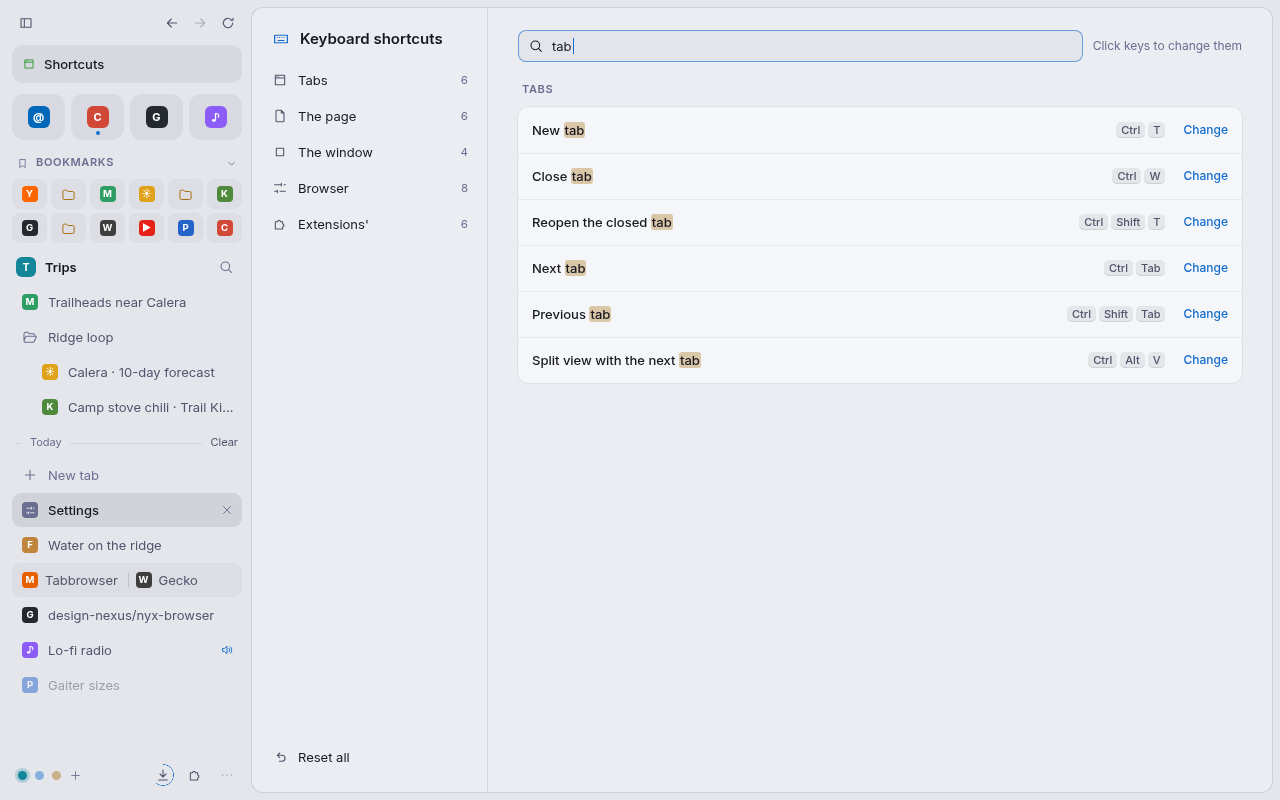 Shortcuts
@ C G
BOOKMARKS
Y M K
G W P C
T Trips
M Trailheads near Calera
Ridge loop
Calera · 10-day forecast
K Camp stove chili · Trail Ki...
Today Clear
New tab
Settings
F Water on the ridge
M Tabbrowser W Gecko
G design-nexus/nyx-browser
Lo-fi radio
P Gaiter sizes
Keyboard shortcuts
Tabs 6
The page 6
The window 4
Browser 8
Extensions' 6
Reset all
tab Click keys to change them
TABS
New tab Ctrl T Change
Close tab Ctrl W Change
Reopen the closed tab Ctrl Shift T Change
Next tab Ctrl Tab Change
Previous tab Ctrl Shift Tab Change
Split view with the next tab Ctrl Alt V Change